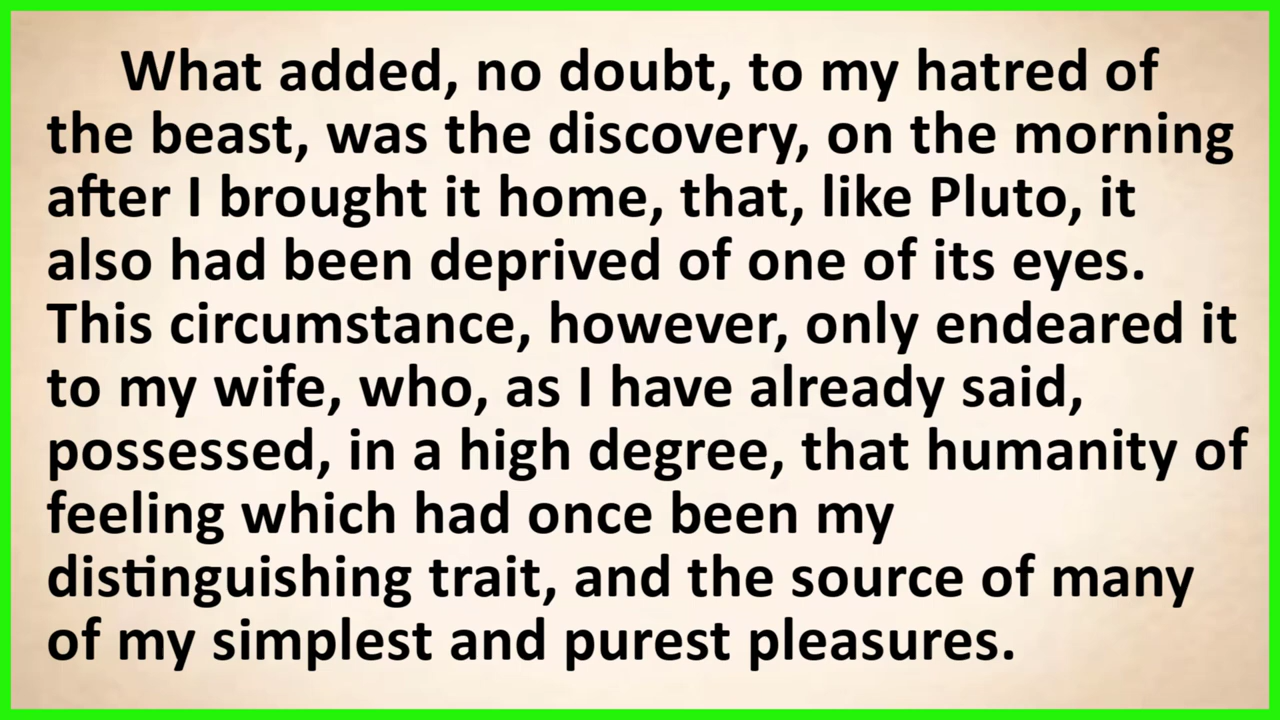 What added, no doubt, to my hatred of
the beast, was the discovery, on the morning
after I brought it home, that, like Pluto, it
also had been deprived of one of its eyes.
This circumstance, however, only endeared it
to my wife, who, as I have already said,
possessed, in a high degree, that humanity of
feeling which had once been my
distinguishing trait, and the source of many
of my simplest and purest pleasures.